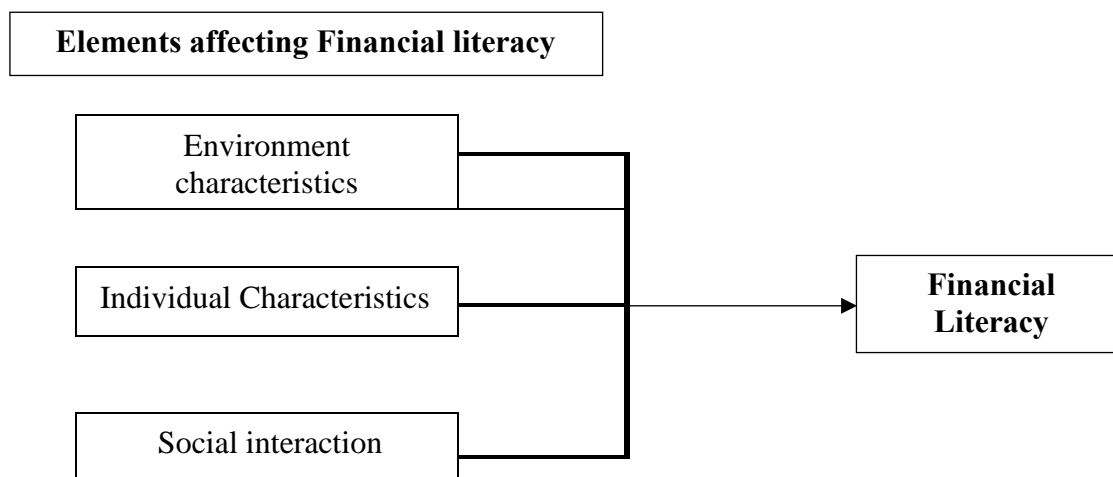 Elements affecting Financial literacy
Environment
characteristics
Individual Characteristics
Financial
Literacy
Social interaction